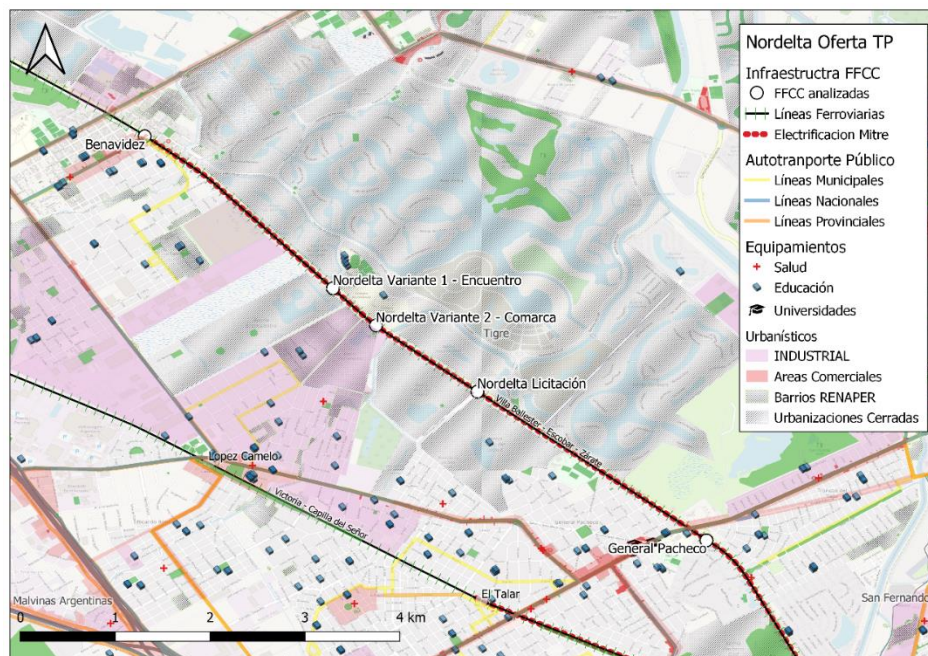 Nordelta Oferta TP
Infraestructra FFCC
FFCC analizadas
Líneas Ferroviarias
Electrificacion Mitre
Autotranporte Público
Líneas Municipales
Líneas Nacionales
Líneas Provinciales
Equipamientos
Salud
Educación
Universidades
Urbanísticos
INDUSTRIAL
Areas Comerciales
Barrios RENAPER
Urbanizaciones Cerradas
Benavidez
Nordelta Variante 1 - Encuentro
Nordelta Variante 2 - Comarca
Tigre
Nordelta Licitación
Villa Ballester - Escobar - Zárate
Lopez Camelo
Victoria - Capilla del Señor
General Pacheco
General Pacheco
El Talar
Malvinas Argentinas
San Fernando
0 1 2 3 4 km